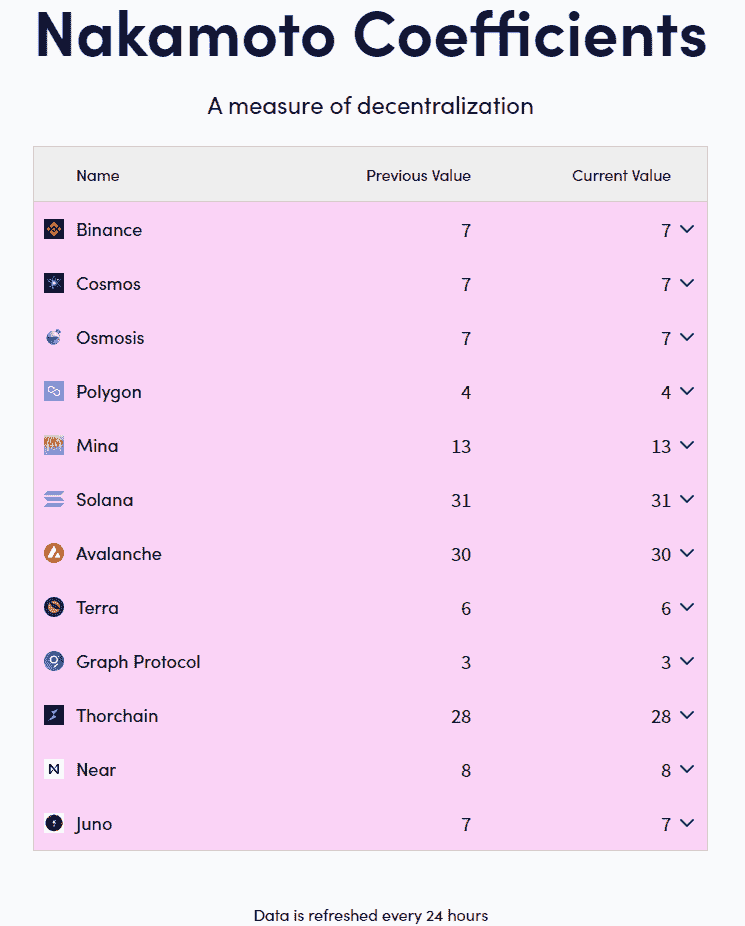 Nakamoto Coefficients
A measure of decentralization
Name Previous Value Current Value
Binance 7 7
Cosmos 7 7
Osmosis 7 7
Polygon 4 4
Mina 13 13
Solana 31 31
Avalanche 30 30
Terra 6 6
Graph Protocol 3 3
Thorchain 28 28
Near 8 8
Juno 7 7
Data is refreshed every 24 hours